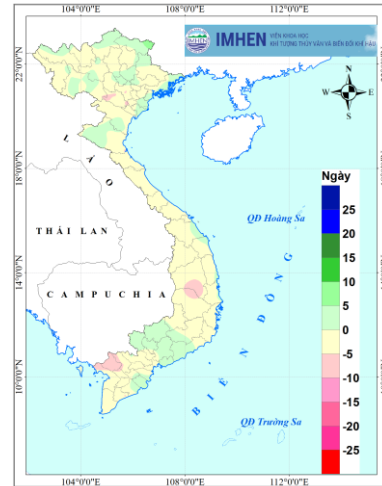 104°0'0"E
108°0'0"E
112°0'0"E
IMHEN
VIỆN KHOA HỌC
KHÍ TƯỢNG THỦY VĂN VÀ BIẾN ĐỔI KHÍ HẬU
22°0'0"N
N
W
E
S
LÀO
18°0'0"N
Ngày
25
20
15
10
5
0
-5
-10
-15
-20
-25
QĐ Hoàng Sa
THÁI LAN
14°0'0"N
CAMPUCHIA
BIỂN ĐÔNG
10°0'0"N
QĐ Trường Sa
104°0'0"E
108°0'0"E
112°0'0"E